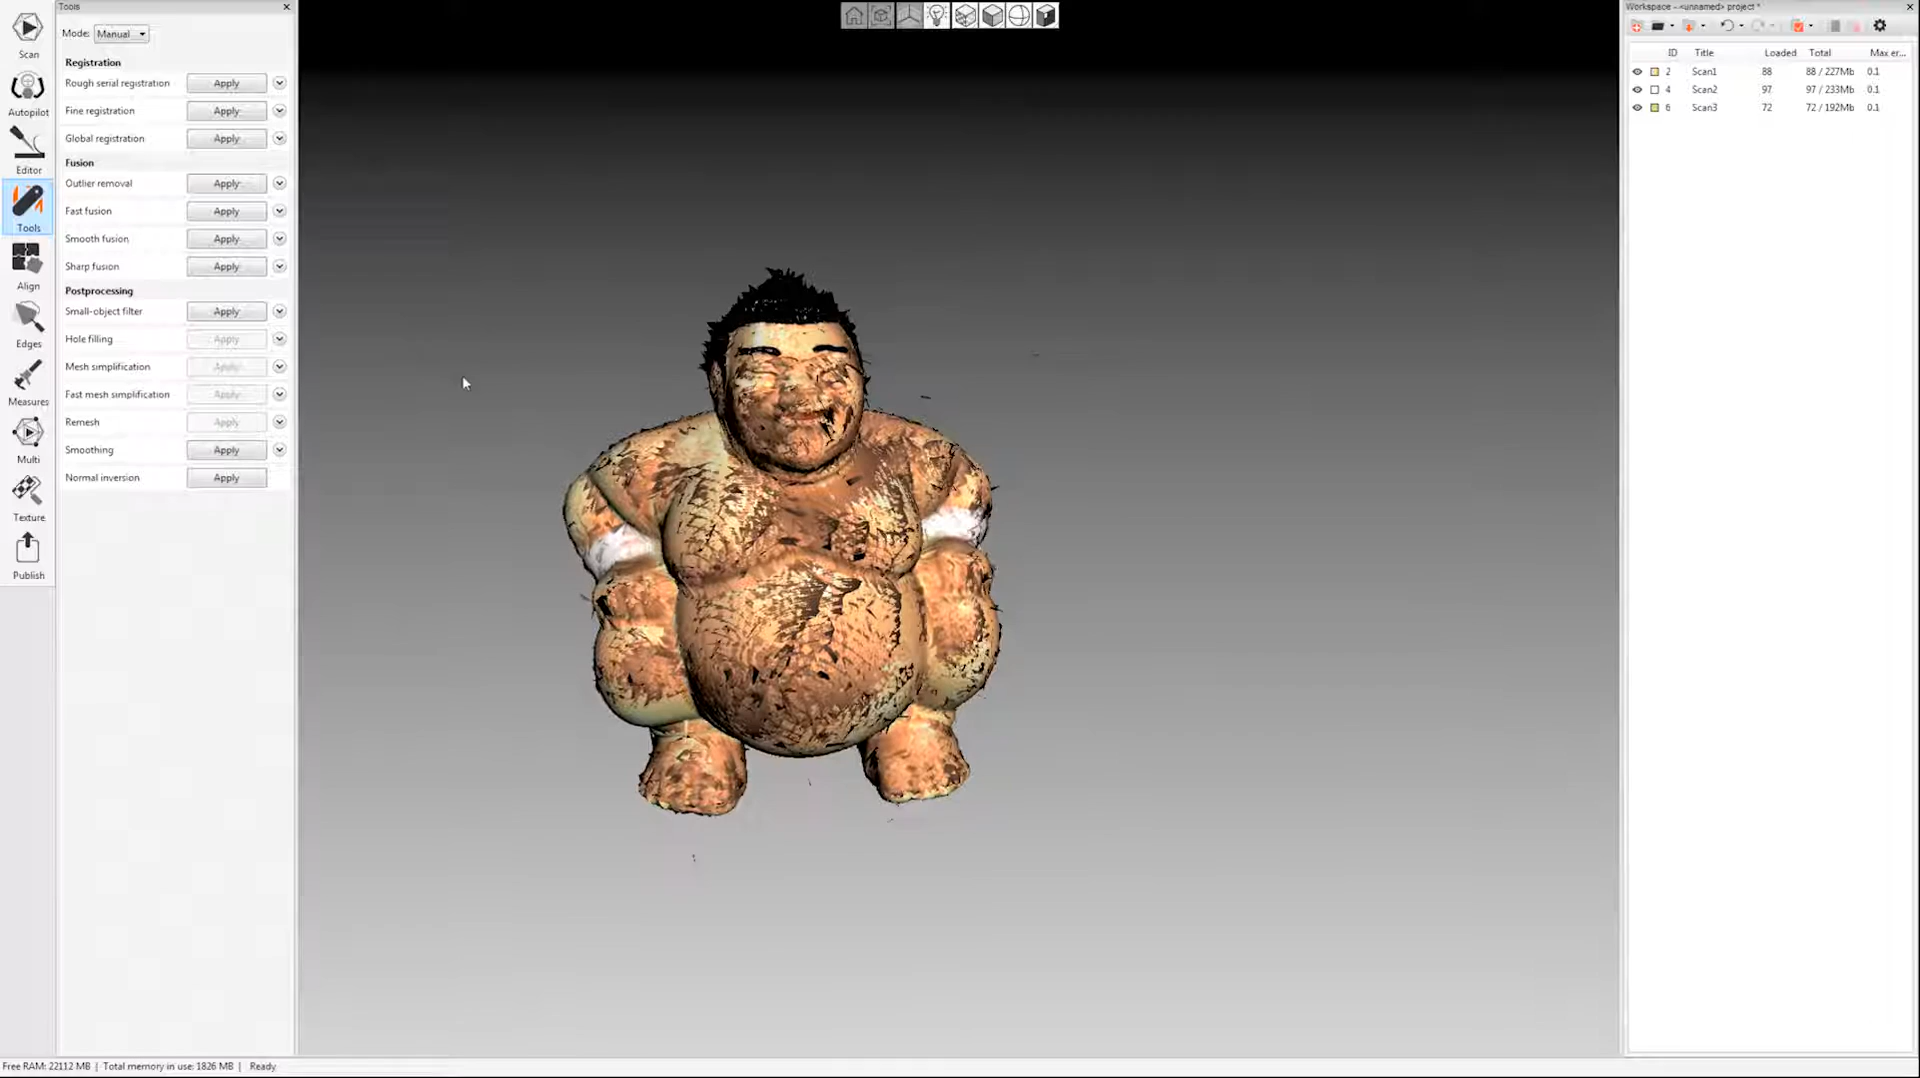 Tools
Mode: Manual
Registration
Rough serial registration Apply
Fine registration Apply
Global registration Apply
Fusion
Outlier removal Apply
Fast fusion Apply
Smooth fusion Apply
Sharp fusion Apply
Postprocessing
Small-object filter Apply
Hole filling Apply
Mesh simplification Apply
Fast mesh simplification Apply
Remesh Apply
Smoothing Apply
Normal inversion Apply
Scan
Autopilot
Editor
Tools
Align
Edges
Measures
Multi
Texture
Publish
Workspace - <unnamed> project *
ID Title Loaded Total Max er...
2 Scan1 88 88 / 227Mb 0.1
4 Scan2 97 97 / 233Mb 0.1
6 Scan3 72 72 / 192Mb 0.1
Free RAM: 22112 MB | Total memory in use: 1826 MB | Ready